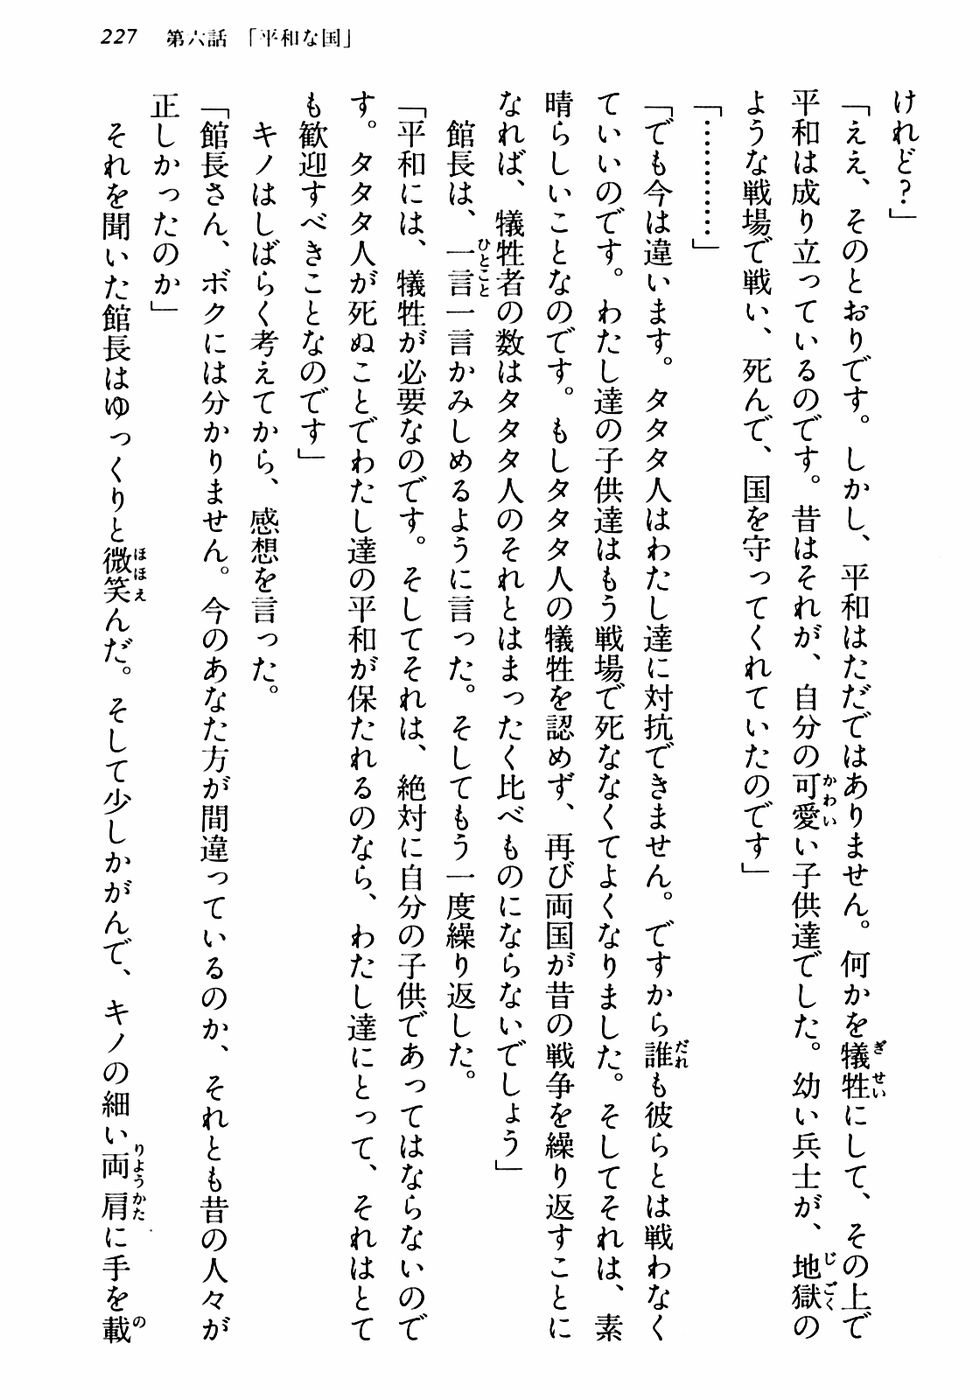 227　第六話　「平和な国」
けれど？」
「ええ、そのとおりです。しかし、平和はただではありません。何かを犠牲にして、その上で
平和は成り立っているのです。昔はそれが、自分の可愛い子供達でした。幼い兵士が、地獄の
ような戦場で戦い、死んで、国を守ってくれていたのです」
「…………」
「でも今は違います。タタタ人はわたし達に対抗できません。ですから誰も彼らとは戦わなく
ていいのです。わたし達の子供達はもう戦場で死ななくてよくなりました。そしてそれは、素
晴らしいことなのです。もしタタタ人の犠牲を認めず、再び両国が昔の戦争を繰り返すことに
なれば、犠牲者の数はタタタ人のそれとはまったく比べものにならないでしょう」
館長は、一言一言かみしめるように言った。そしてもう一度繰り返した。
「平和には、犠牲が必要なのです。そしてそれは、絶対に自分の子供であってはならないので
す。タタタ人が死ぬことでわたし達の平和が保たれるのなら、わたし達にとって、それはとて
も歓迎すべきことなのです」
キノはしばらく考えてから、感想を言った。
「館長さん、ボクには分かりません。今のあなた方が間違っているのか、それとも昔の人々が
正しかったのか」
それを聞いた館長はゆっくりと微笑んだ。そして少しかがんで、キノの細い両肩に手を載